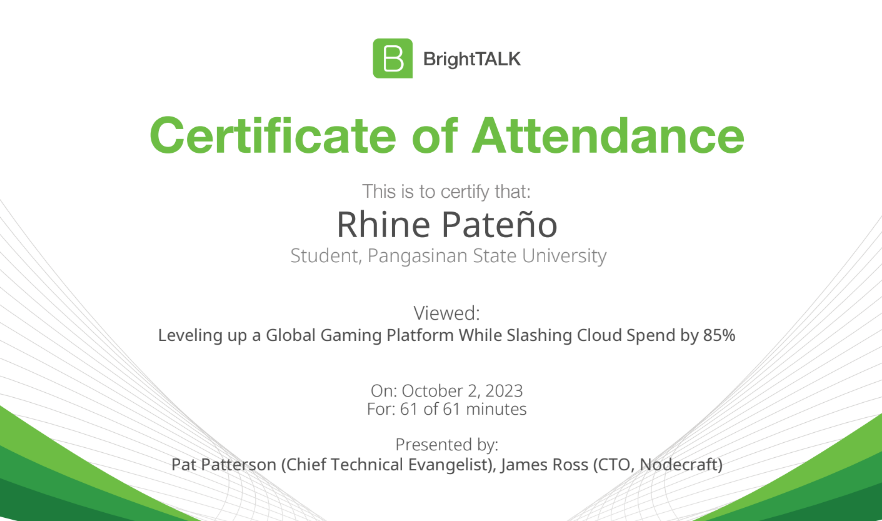 B BrightTALK
Certificate of Attendance
This is to certify that:
Rhine Pateño
Student, Pangasinan State University
Viewed:
Leveling up a Global Gaming Platform While Slashing Cloud Spend by 85%
On: October 2, 2023
For: 61 of 61 minutes
Presented by:
Pat Patterson (Chief Technical Evangelist), James Ross (CTO, Nodecraft)